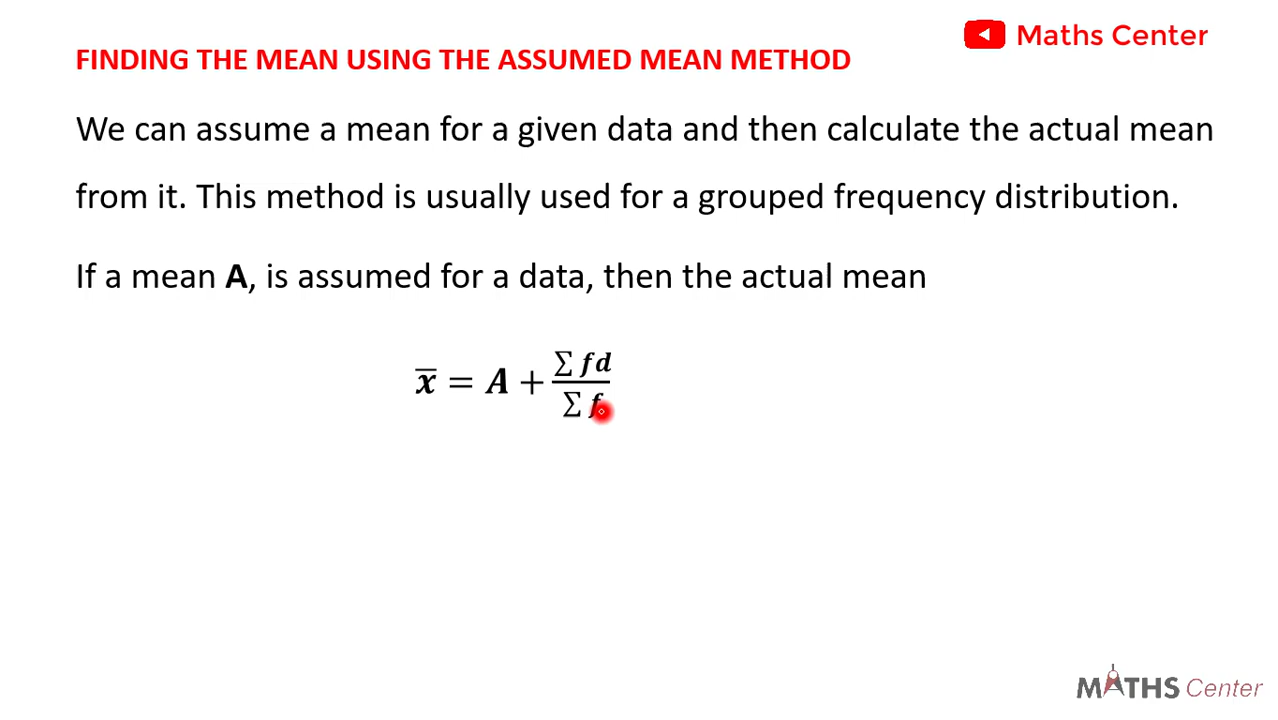 Maths Center
FINDING THE MEAN USING THE ASSUMED MEAN METHOD
We can assume a mean for a given data and then calculate the actual mean
from it. This method is usually used for a grouped frequency distribution.
If a mean A, is assumed for a data, then the actual mean
x̅ = A + ∑ fd / ∑ f
MATHS Center